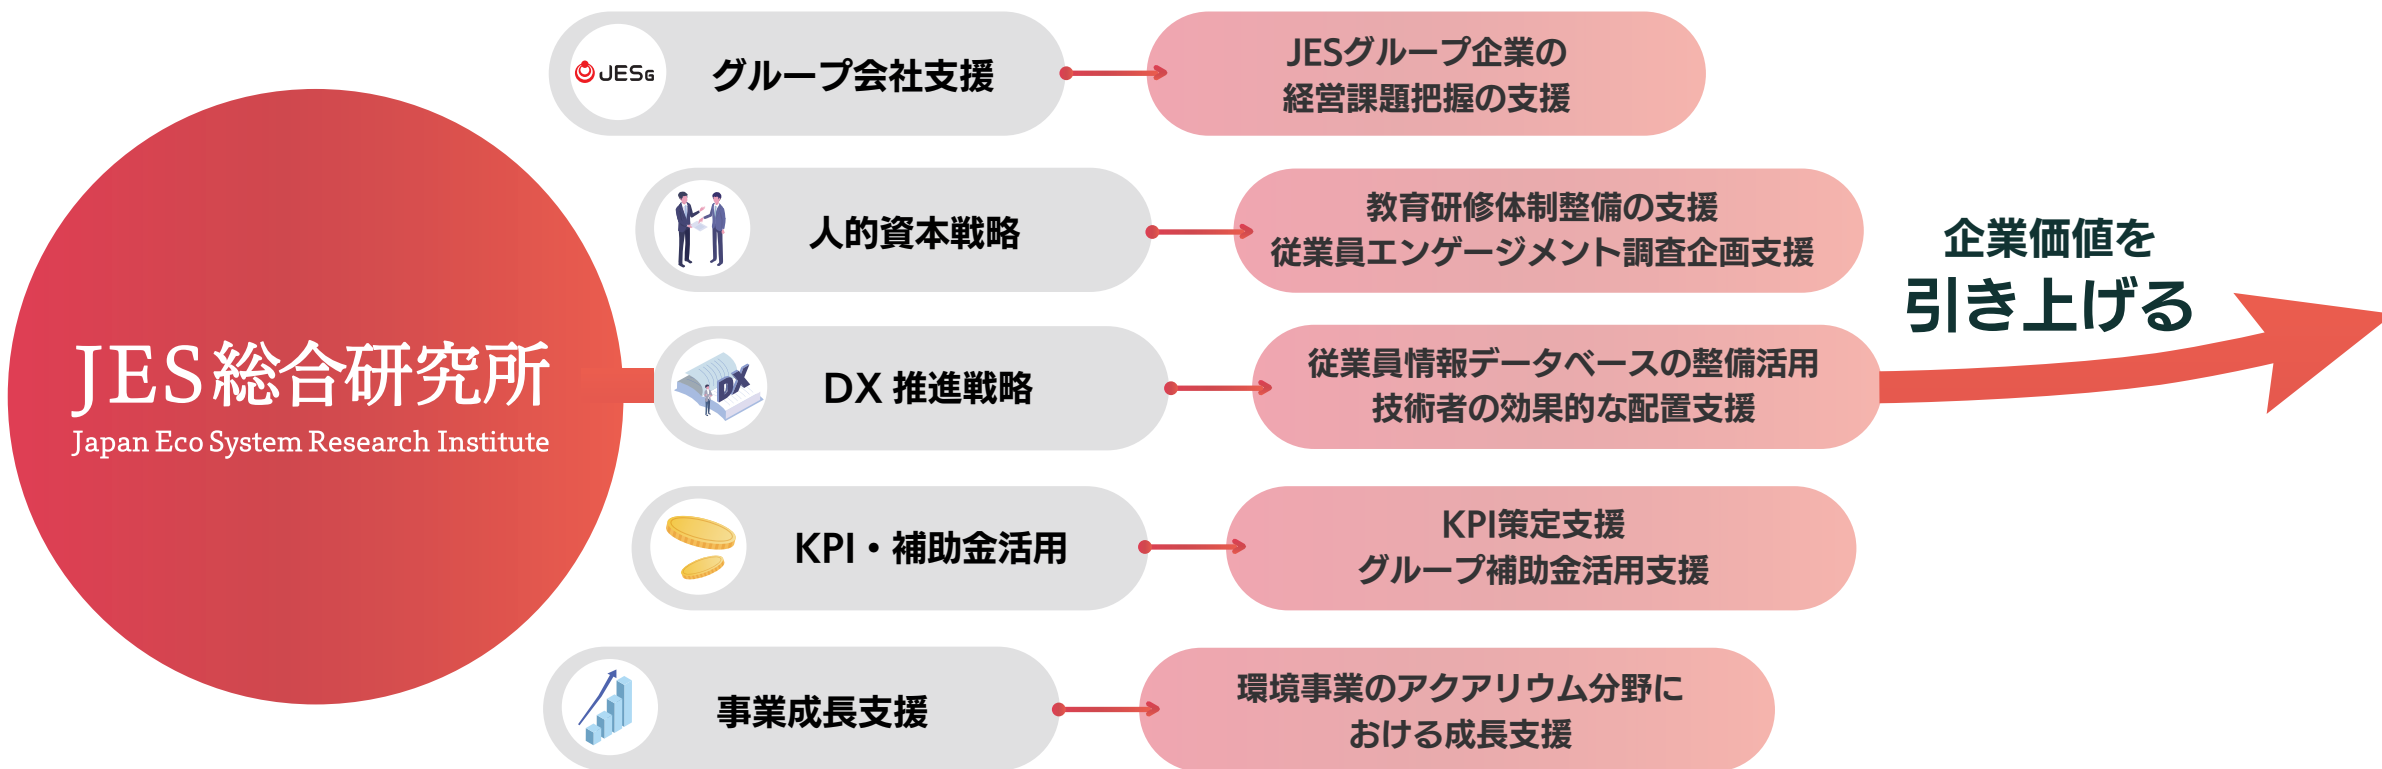 JES総合研究所
Japan Eco System Research Institute
JESG
グループ会社支援
JESグループ企業の
経営課題把握の支援
人的資本戦略
教育研修体制整備の支援
従業員エンゲージメント調査企画支援
DX
DX 推進戦略
従業員情報データベースの整備活用
技術者の効果的な配置支援
KPI・補助金活用
KPI策定支援
グループ補助金活用支援
事業成長支援
環境事業のアクアリウム分野に
おける成長支援
企業価値を
引き上げる